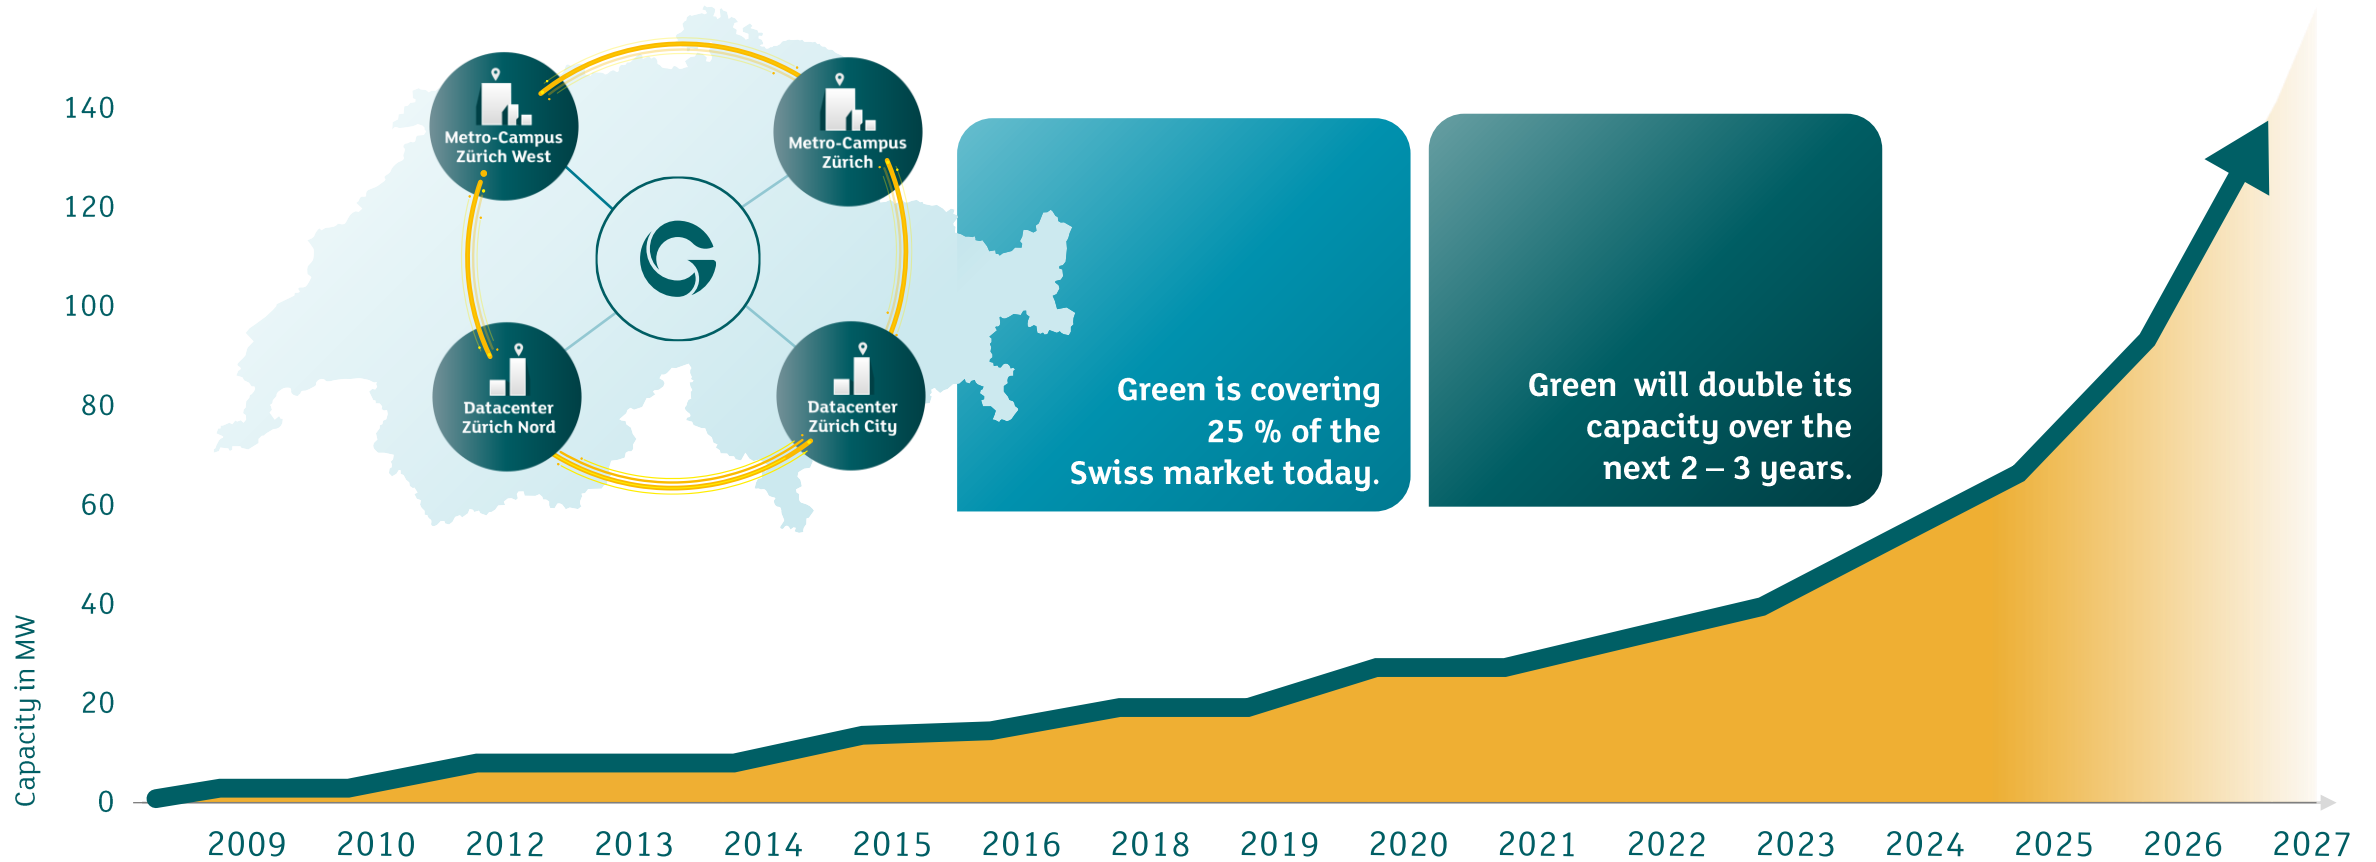 Metro-Campus
Zürich West
Metro-Campus
Zürich
Datacenter
Zürich Nord
Datacenter
Zürich City
Green is covering
25 % of the
Swiss market today.
Green will double its
capacity over the
next 2 – 3 years.
140
120
100
80
60
40
20
0
Capacity in MW
2009 2010 2012 2013 2014 2015 2016 2018 2019 2020 2021 2022 2023 2024 2025 2026 2027